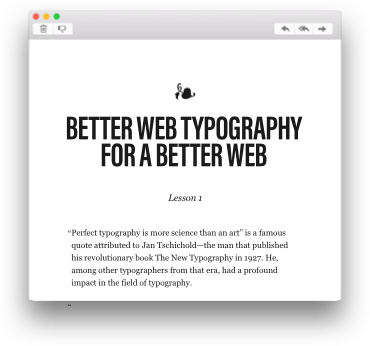 BETTER WEB TYPOGRAPHY
FOR A BETTER WEB
Lesson 1
“Perfect typography is more science than an art” is a famous
quote attributed to Jan Tschichold—the man that published
his revolutionary book The New Typography in 1927. He,
among other typographers from that era, had a profound
impact in the field of typography.
“